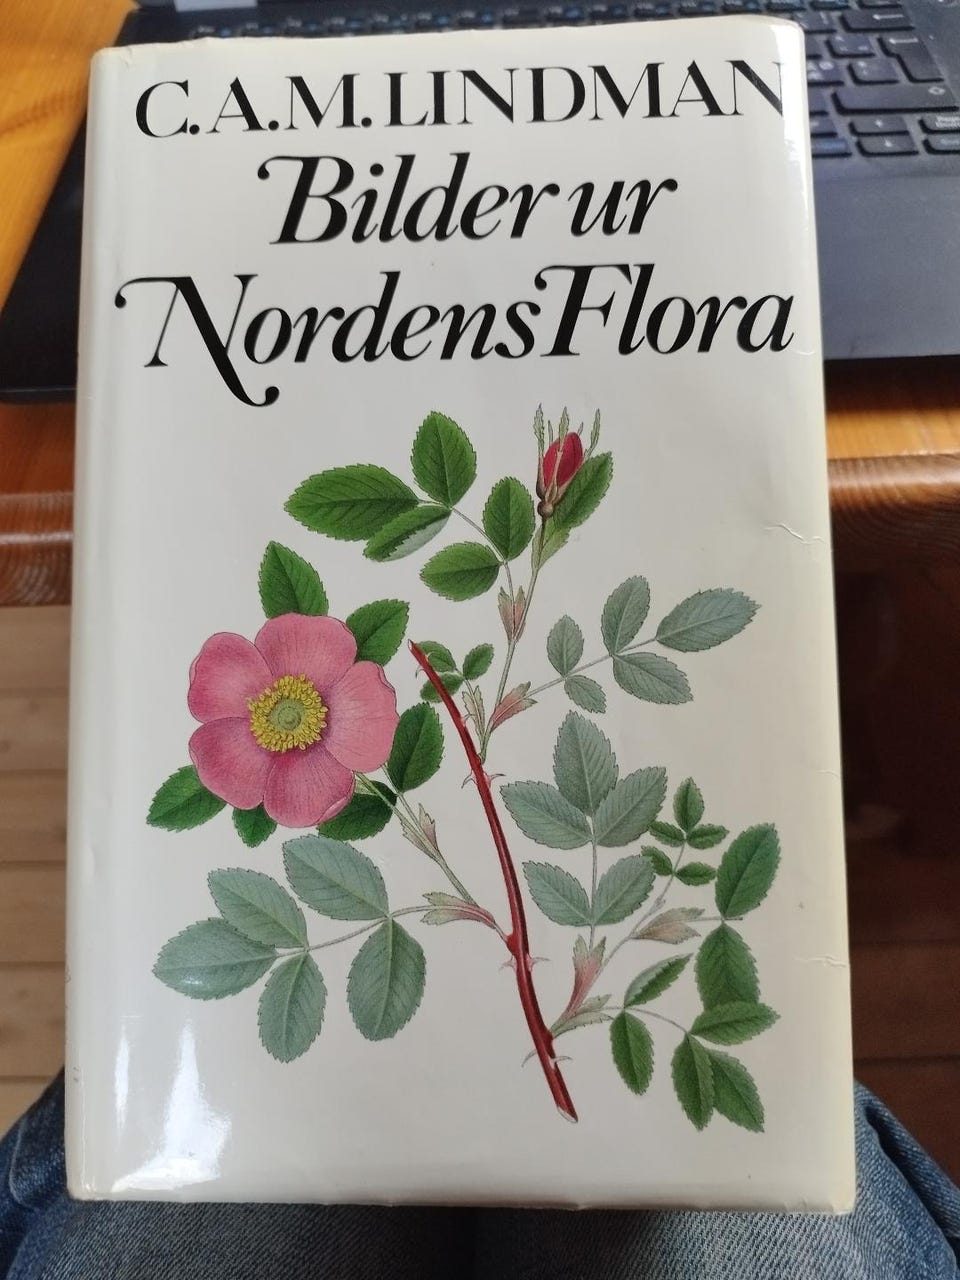 C.A.M. LINDMAN
Bilder ur
Nordens Flora